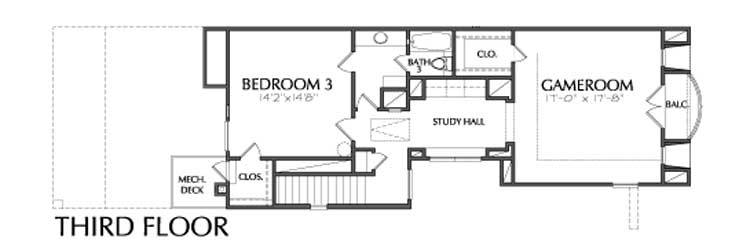 BATH
3
CLO.
BEDROOM 3
14'2"x14'8"
GAMEROOM
17'-0" x 17'-8"
BALC.
STUDY HALL
MECH.
DECK
CLOS.
THIRD FLOOR